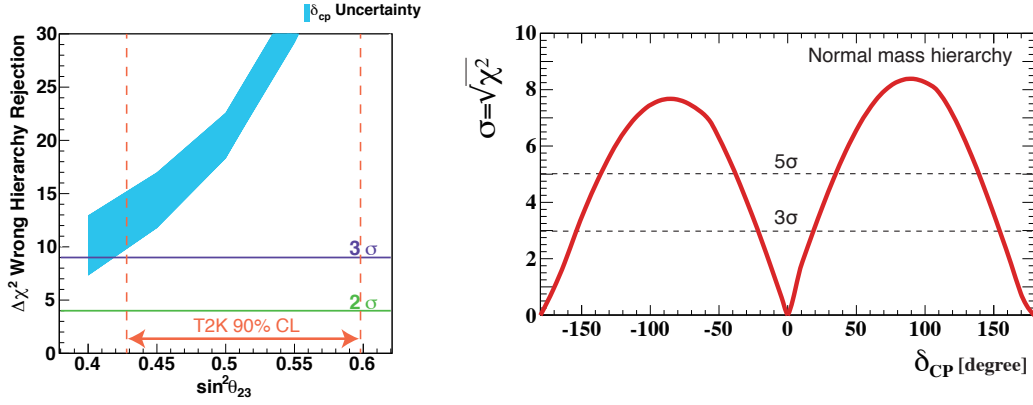 δcp Uncertainty
Δχ² Wrong Hierarchy Rejection
30
25
20
15
10
5
0
3 σ
2 σ
T2K 90% CL
0.4 0.45 0.5 0.55 0.6
sin²θ23
σ=√χ²
10
8
6
4
2
0
Normal mass hierarchy
5σ
3σ
-150 -100 -50 0 50 100 150
δCP [degree]